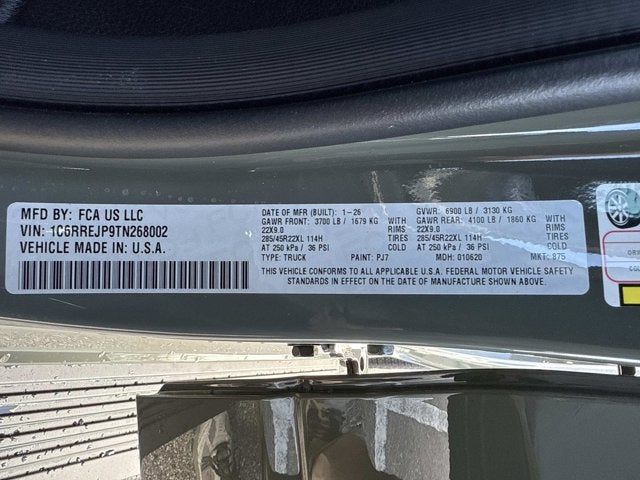 MFD BY: FCA US LLC
VIN: 1C6RREJP9TN268002
VEHICLE MADE IN: U.S.A.
DATE OF MFR (BUILT): 1-26
GAWR FRONT: 3700 LB / 1679 KG
22X9.0 RIMS
285/45R22XL 114H TIRES
AT 250 kPa / 36 PSI COLD
TYPE: TRUCK PAINT: PJ7
GVWR: 6900 LB / 3130 KG
GAWR REAR: 4100 LB / 1860 KG
22X9.0 RIMS
285/45R22XL 114H TIRES
AT 250 kPa / 36 PSI COLD
MDH: 010620 MKT: 875
THIS VEHICLE CONFORMS TO ALL APPLICABLE U.S.A. FEDERAL MOTOR VEHICLE SAFETY
STANDARDS IN EFFECT ON THE DATE OF MANUFACTURE SHOWN ABOVE.